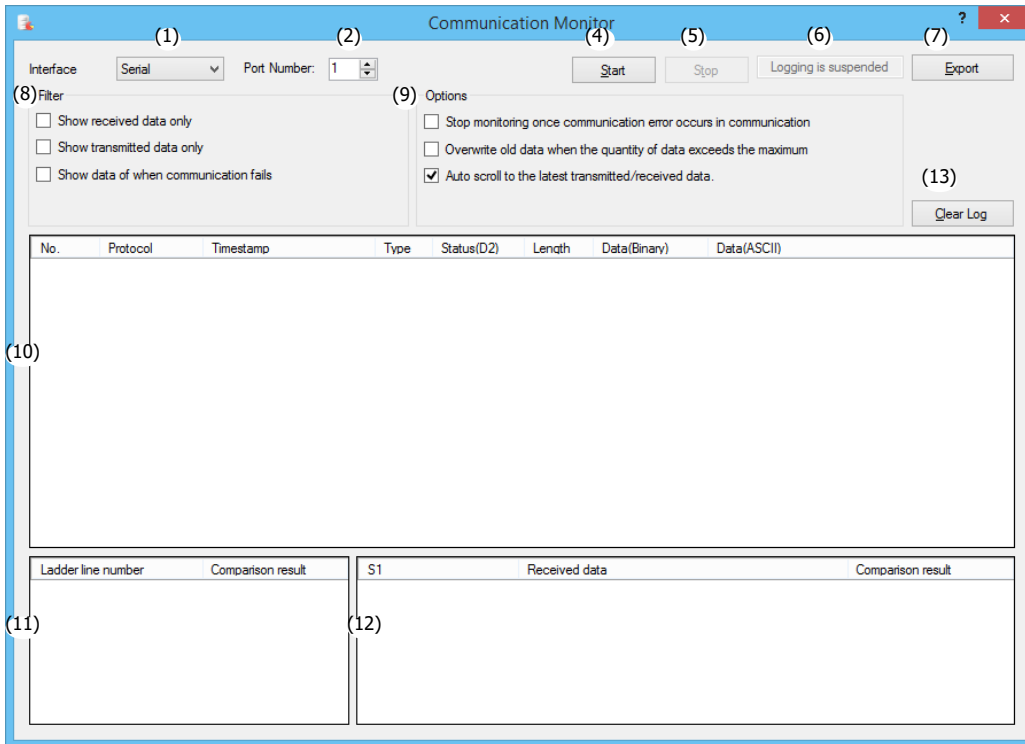 Communication Monitor
?
×
(1)
(2)
(4)
(5)
(6)
(7)
Interface Serial Port Number: 1 Start Stop Logging is suspended Export
(8) Filter
Show received data only
Show transmitted data only
Show data of when communication fails
(9) Options
Stop monitoring once communication error occurs in communication
Overwrite old data when the quantity of data exceeds the maximum
Auto scroll to the latest transmitted/received data.
(13)
Clear Log
No. Protocol Timestamp Type Status(D2) Length Data(Binary) Data(ASCII)
(10)
Ladder line number Comparison result
(11)
S1 Received data Comparison result
(12)